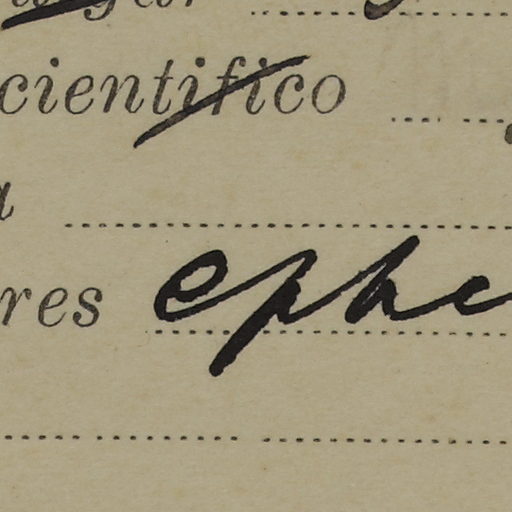 cientifico
a
res ephe